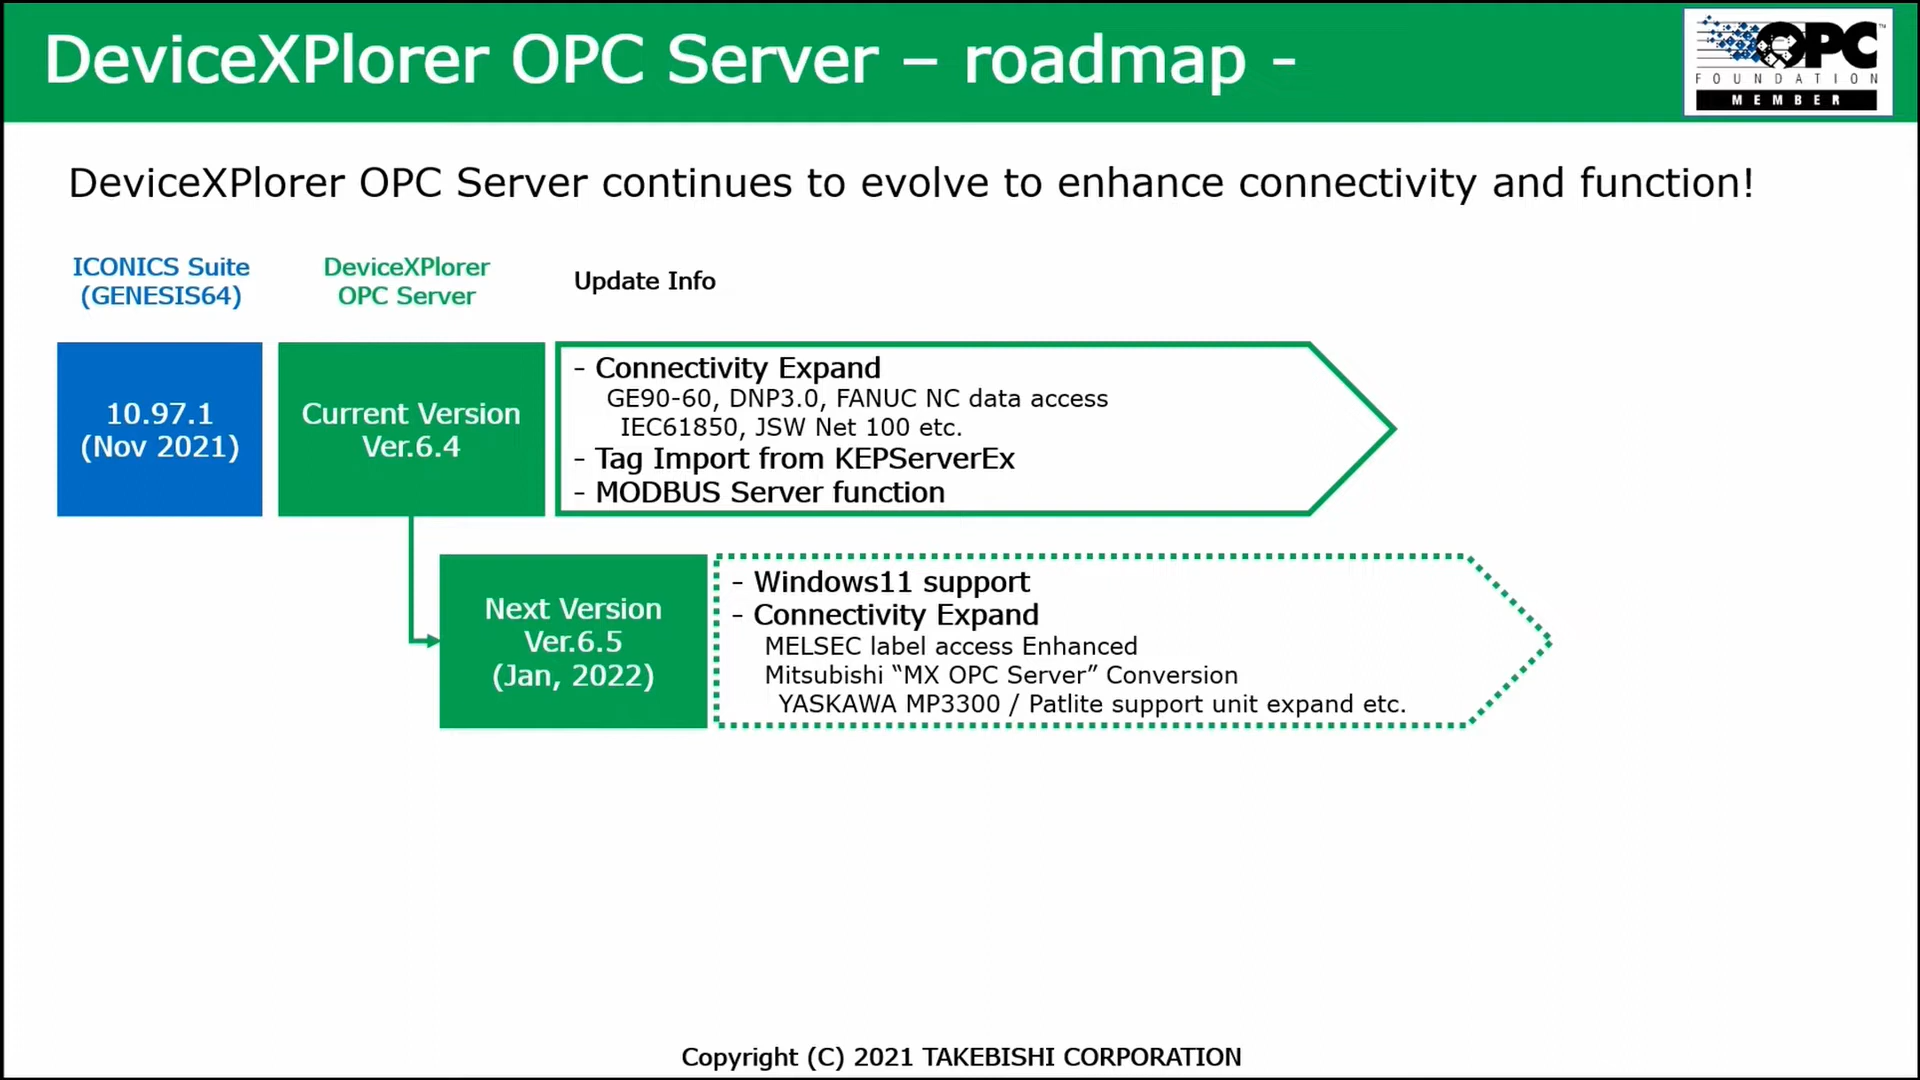 DeviceXPlorer OPC Server – roadmap -
OPC™
FOUNDATION
MEMBER
DeviceXPlorer OPC Server continues to evolve to enhance connectivity and function!
ICONICS Suite
(GENESIS64)
DeviceXPlorer
OPC Server
Update Info
10.97.1
(Nov 2021)
Current Version
Ver.6.4
- Connectivity Expand
GE90-60, DNP3.0, FANUC NC data access
IEC61850, JSW Net 100 etc.
- Tag Import from KEPServerEx
- MODBUS Server function
Next Version
Ver.6.5
(Jan, 2022)
- Windows11 support
- Connectivity Expand
MELSEC label access Enhanced
Mitsubishi “MX OPC Server” Conversion
YASKAWA MP3300 / Patlite support unit expand etc.
Copyright (C) 2021 TAKEBISHI CORPORATION